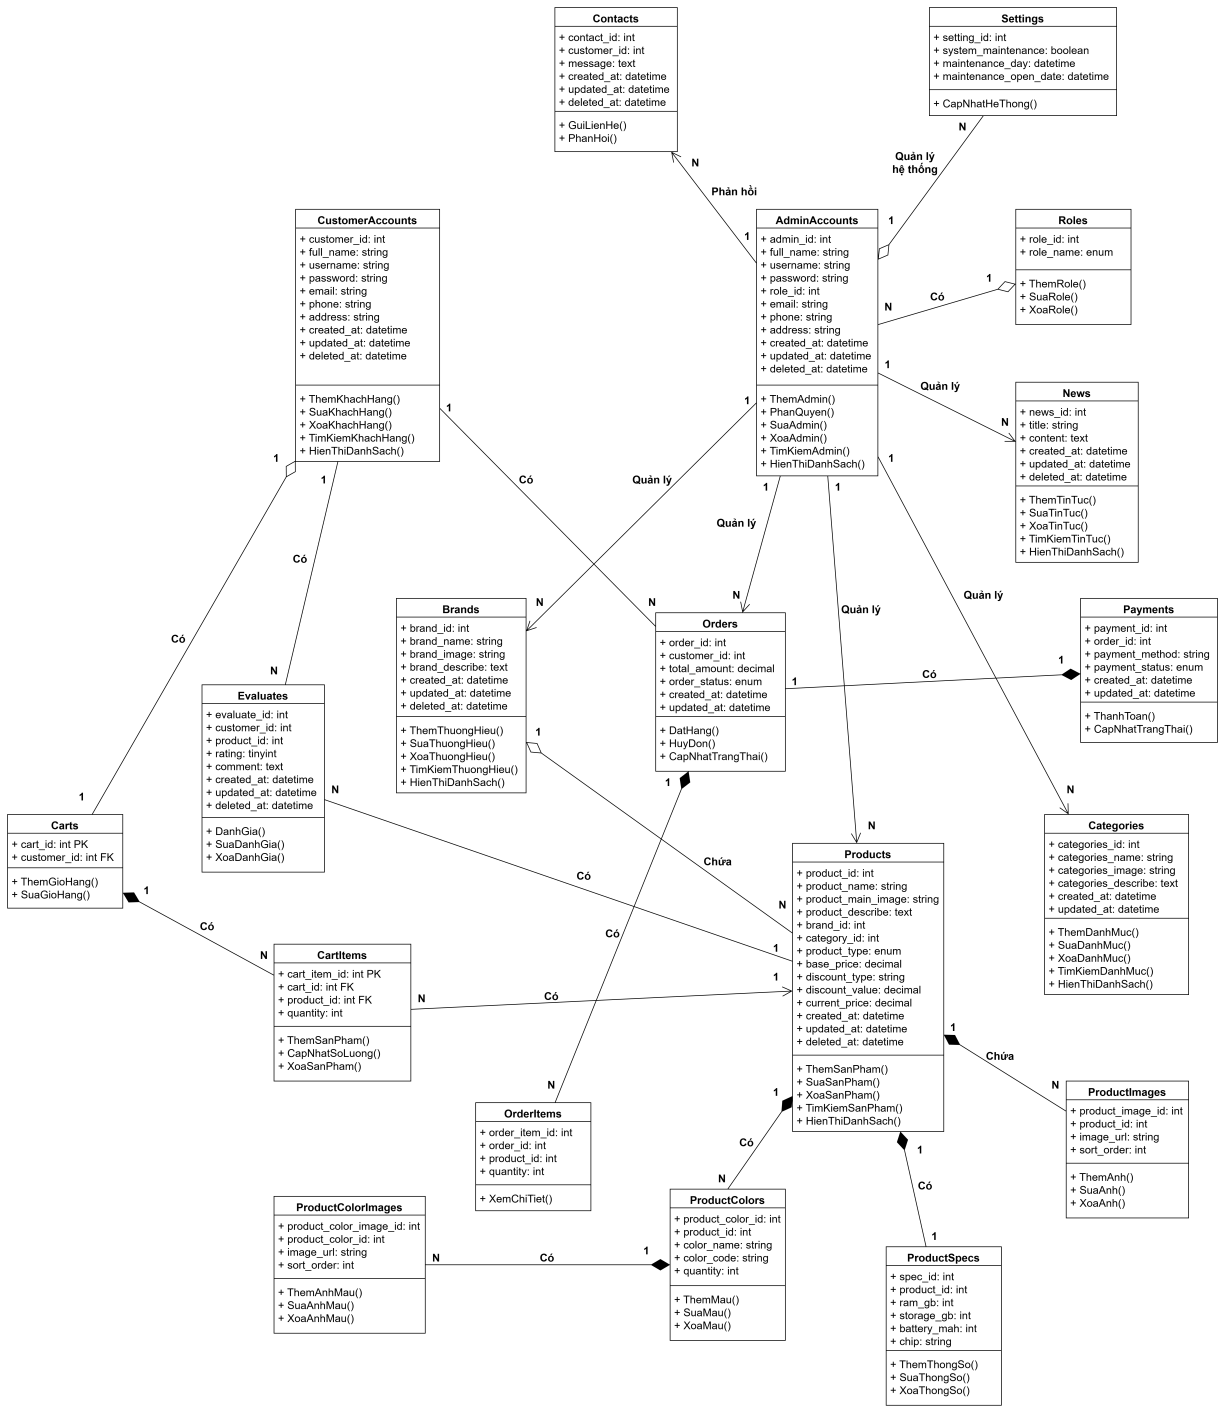 Contacts
+ contact_id: int
+ customer_id: int
+ message: text
+ created_at: datetime
+ updated_at: datetime
+ deleted_at: datetime
+ GuiLienHe()
+ PhanHoi()
Settings
+ setting_id: int
+ system_maintenance: boolean
+ maintenance_day: datetime
+ maintenance_open_date: datetime
+ CapNhatHeThong()
N
Phản hồi
1
N
Quản lý
hệ thống
1
CustomerAccounts
+ customer_id: int
+ full_name: string
+ username: string
+ password: string
+ email: string
+ phone: string
+ address: string
+ created_at: datetime
+ updated_at: datetime
+ deleted_at: datetime
+ ThemKhachHang()
+ SuaKhachHang()
+ XoaKhachHang()
+ TimKiemKhachHang()
+ HienThiDanhSach()
AdminAccounts
+ admin_id: int
+ full_name: string
+ username: string
+ password: string
+ role_id: int
+ email: string
+ phone: string
+ address: string
+ created_at: datetime
+ updated_at: datetime
+ deleted_at: datetime
+ ThemAdmin()
+ PhanQuyen()
+ SuaAdmin()
+ XoaAdmin()
+ TimKiemAdmin()
+ HienThiDanhSach()
Roles
+ role_id: int
+ role_name: enum
+ ThemRole()
+ SuaRole()
+ XoaRole()
1
Có
N
1
Quản lý
N
News
+ news_id: int
+ title: string
+ content: text
+ created_at: datetime
+ updated_at: datetime
+ deleted_at: datetime
+ ThemTinTuc()
+ SuaTinTuc()
+ XoaTinTuc()
+ TimKiemTinTuc()
+ HienThiDanhSach()
1
Có
1
1
Có
N
1
Có
N
1
Quản lý
N
1
Quản lý
N
1
Quản lý
N
1
Quản lý
N
Brands
+ brand_id: int
+ brand_name: string
+ brand_image: string
+ brand_describe: text
+ created_at: datetime
+ updated_at: datetime
+ deleted_at: datetime
+ ThemThuongHieu()
+ SuaThuongHieu()
+ XoaThuongHieu()
+ TimKiemThuongHieu()
+ HienThiDanhSach()
Orders
+ order_id: int
+ customer_id: int
+ total_amount: decimal
+ order_status: enum
+ created_at: datetime
+ updated_at: datetime
+ DatHang()
+ HuyDon()
+ CapNhatTrangThai()
1
Có
1
Payments
+ payment_id: int
+ order_id: int
+ payment_method: string
+ payment_status: enum
+ created_at: datetime
+ updated_at: datetime
+ ThanhToan()
+ CapNhatTrangThai()
Evaluates
+ evaluate_id: int
+ customer_id: int
+ product_id: int
+ rating: tinyint
+ comment: text
+ created_at: datetime
+ updated_at: datetime
+ deleted_at: datetime
+ DanhGia()
+ SuaDanhGia()
+ XoaDanhGia()
1
Chứa
N
N
Có
1
1
Có
N
Carts
+ cart_id: int PK
+ customer_id: int FK
+ ThemGioHang()
+ SuaGioHang()
1
Có
N
CartItems
+ cart_item_id: int PK
+ cart_id: int FK
+ product_id: int FK
+ quantity: int
+ ThemSanPham()
+ CapNhatSoLuong()
+ XoaSanPham()
N
Có
1
Products
+ product_id: int
+ product_name: string
+ product_main_image: string
+ product_describe: text
+ brand_id: int
+ category_id: int
+ product_type: enum
+ base_price: decimal
+ discount_type: string
+ discount_value: decimal
+ current_price: decimal
+ created_at: datetime
+ updated_at: datetime
+ deleted_at: datetime
+ ThemSanPham()
+ SuaSanPham()
+ XoaSanPham()
+ TimKiemSanPham()
+ HienThiDanhSach()
Categories
+ categories_id: int
+ categories_name: string
+ categories_image: string
+ categories_describe: text
+ created_at: datetime
+ updated_at: datetime
+ ThemDanhMuc()
+ SuaDanhMuc()
+ XoaDanhMuc()
+ TimKiemDanhMuc()
+ HienThiDanhSach()
1
Chứa
N
ProductImages
+ product_image_id: int
+ product_id: int
+ image_url: string
+ sort_order: int
+ ThemAnh()
+ SuaAnh()
+ XoaAnh()
OrderItems
+ order_item_id: int
+ order_id: int
+ product_id: int
+ quantity: int
+ XemChiTiet()
1
Có
N
1
Có
1
ProductColorImages
+ product_color_image_id: int
+ product_color_id: int
+ image_url: string
+ sort_order: int
+ ThemAnhMau()
+ SuaAnhMau()
+ XoaAnhMau()
N
Có
1
ProductColors
+ product_color_id: int
+ product_id: int
+ color_name: string
+ color_code: string
+ quantity: int
+ ThemMau()
+ SuaMau()
+ XoaMau()
ProductSpecs
+ spec_id: int
+ product_id: int
+ ram_gb: int
+ storage_gb: int
+ battery_mah: int
+ chip: string
+ ThemThongSo()
+ SuaThongSo()
+ XoaThongSo()